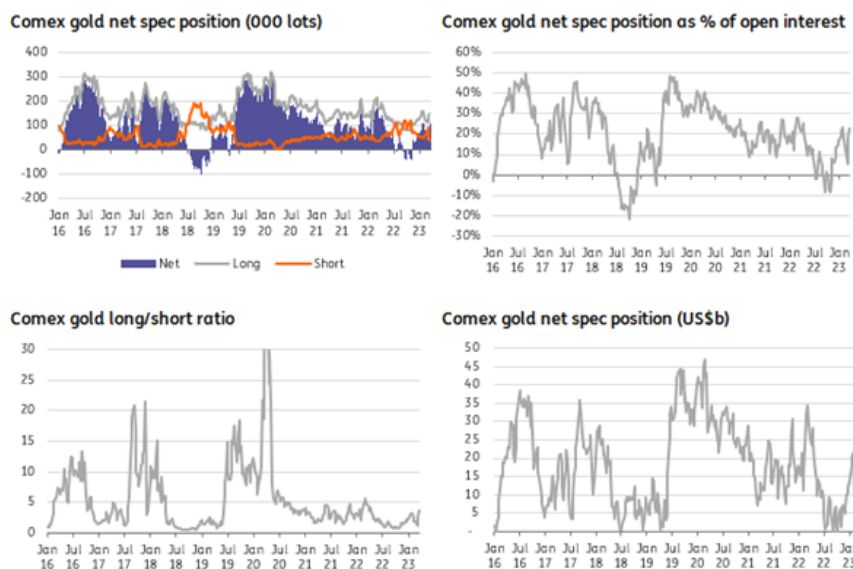 Comex gold net spec position (000 lots)
400
300
200
100
0
-100
-200
Jan Jul Jan Jul Jan Jul Jan Jul Jan Jul Jan Jul Jan Jul Jan
16 16 17 17 18 18 19 19 20 20 21 21 22 22 23
Net Long Short
Comex gold net spec position as % of open interest
60%
50%
40%
30%
20%
10%
0%
-10%
-20%
-30%
Jan Jul Jan Jul Jan Jul Jan Jul Jan Jul Jan Jul Jan Jul Jan
16 16 17 17 18 18 19 19 20 20 21 21 22 22 23
Comex gold long/short ratio
30
25
20
15
10
5
0
Jan Jul Jan Jul Jan Jul Jan Jul Jan Jul Jan Jul Jan Jul Jan
16 16 17 17 18 18 19 19 20 20 21 21 22 22 23
Comex gold net spec position (US$b)
50
45
40
35
30
25
20
15
10
5
-
Jan Jul Jan Jul Jan Jul Jan Jul Jan Jul Jan Jul Jan Jul Jan
16 16 17 17 18 18 19 19 20 20 21 21 22 22 23